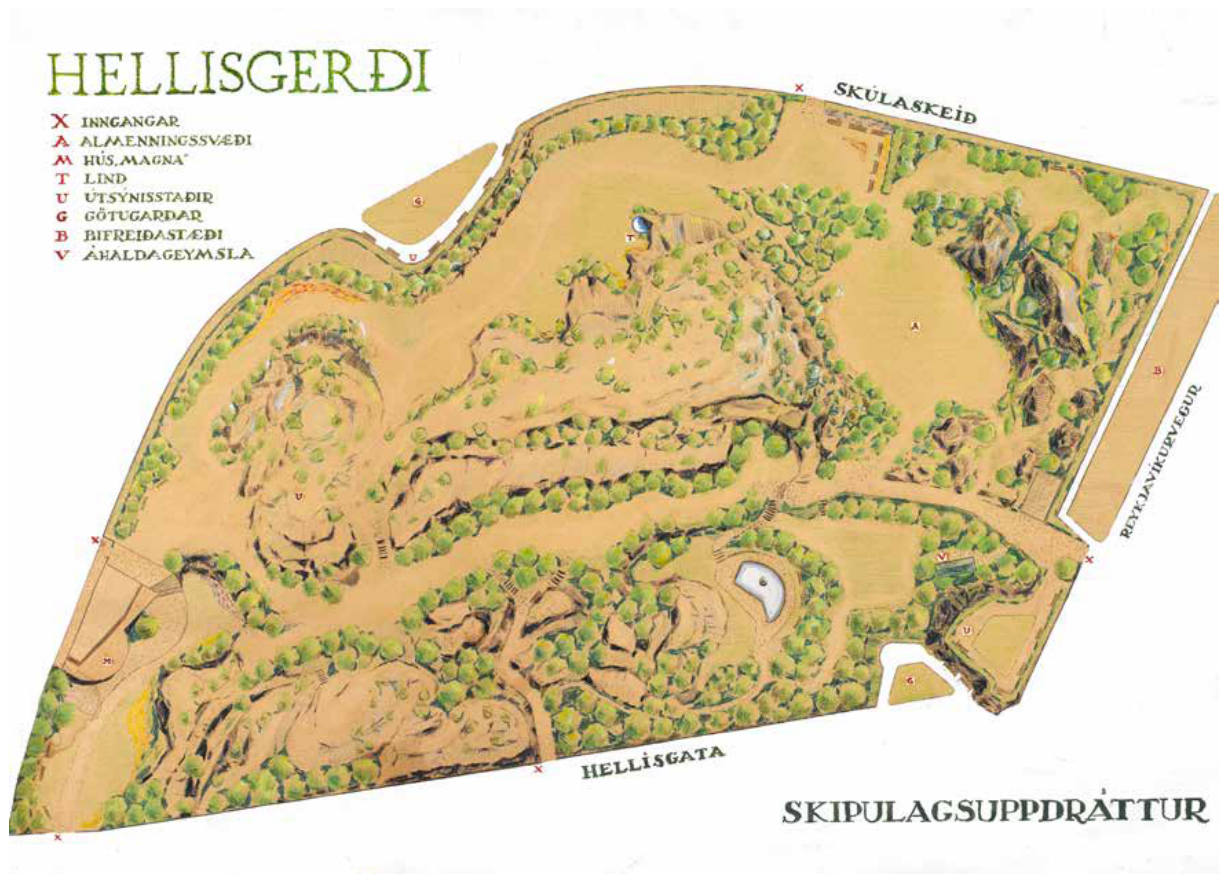 HELLISGERÐI
X INNGANGAR
A ALMENNINGSSVÆÐI
M HÚS„MAGNA“
T LIND
U ÚTSÝNISSTAÐIR
G GÖTUGARÐAR
B BIFREIÐASTÆÐI
V ÁHALDAGEYMSLA
X
SKÚLASKEIÐ
G
T
U
A
B
REYKJAVÍKURVEGUR
U
X
X
V
U
M
G
HELLISGATA
X
X
SKIPULAGSUPPDRÁTTUR